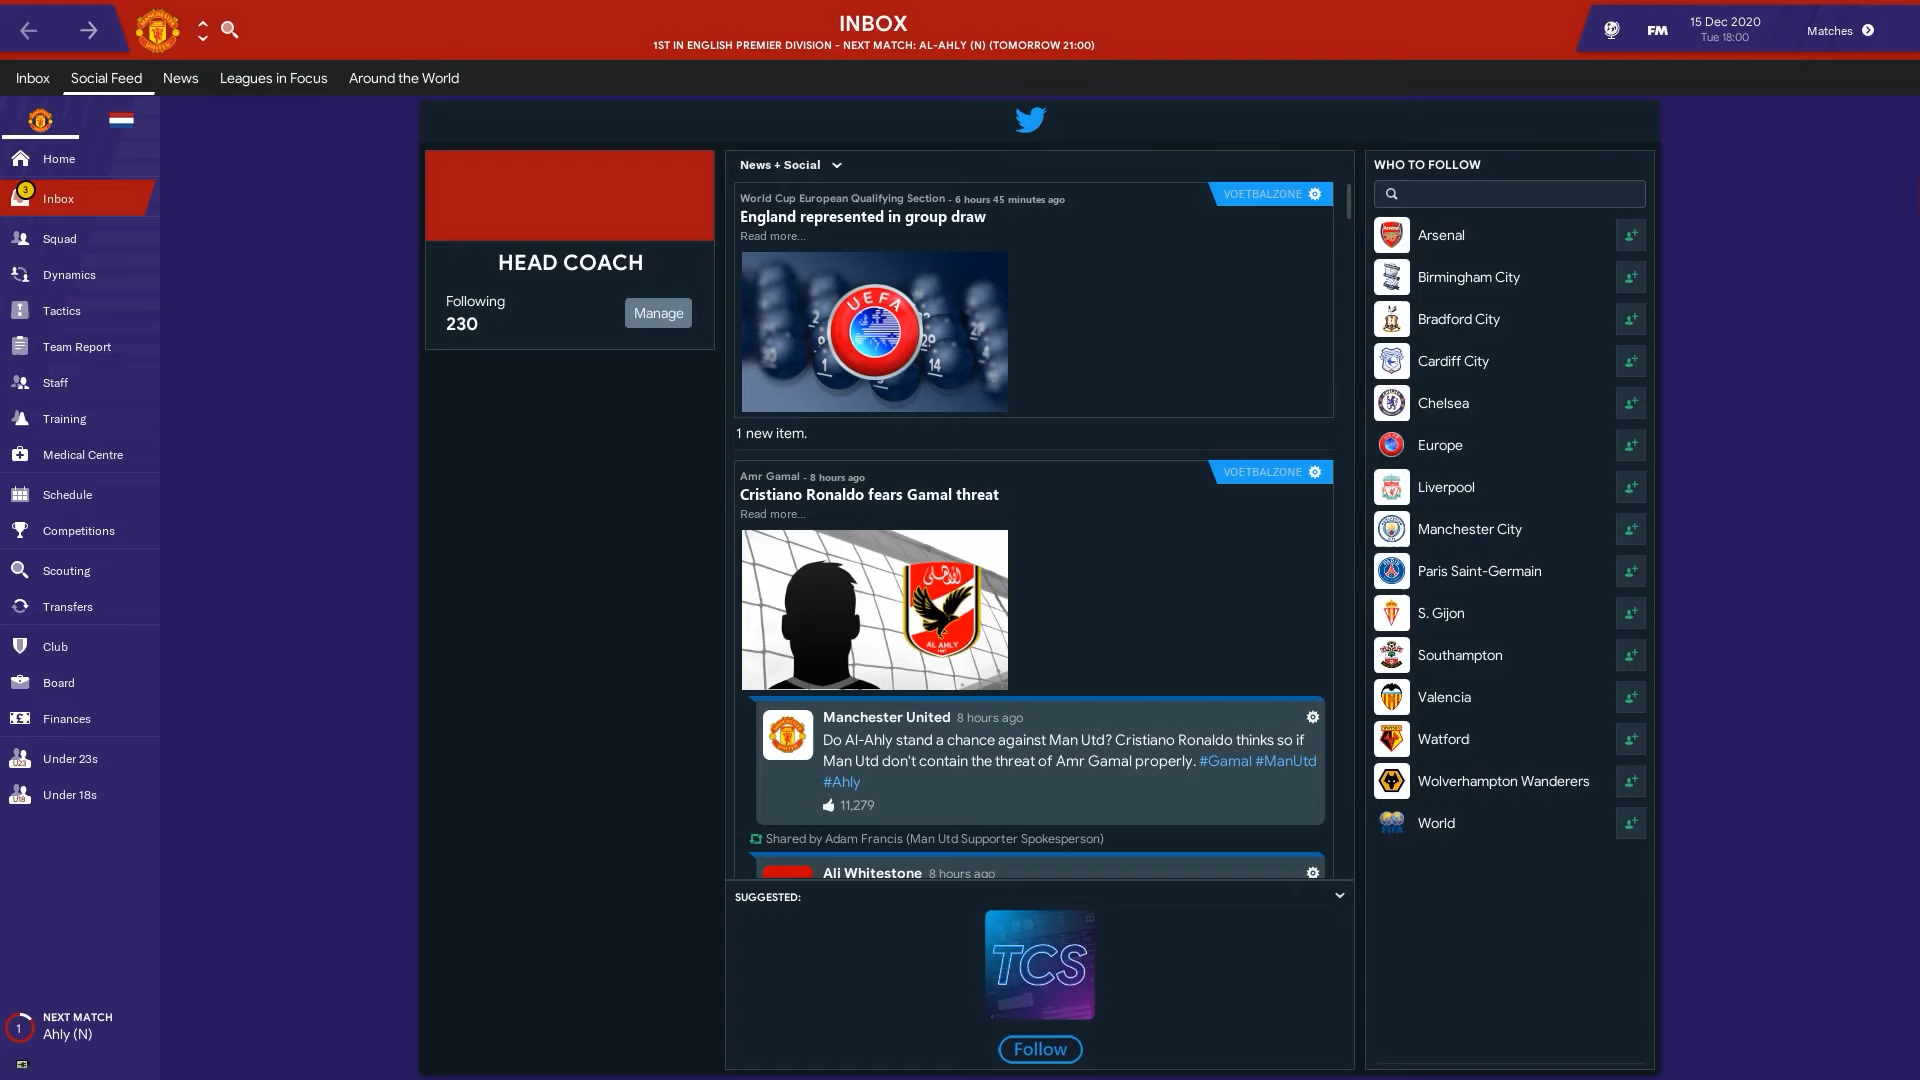 INBOX
1ST IN ENGLISH PREMIER DIVISION - NEXT MATCH: AL-AHLY (N) (TOMORROW 21:00)
FM
15 Dec 2020
Tue 18:00
Matches
Inbox
Social Feed
News
Leagues in Focus
Around the World
Home
3
Inbox
Squad
Dynamics
Tactics
Team Report
Staff
Training
Medical Centre
Schedule
Competitions
Scouting
Transfers
Club
Board
Finances
U23
Under 23s
U18
Under 18s
1
NEXT MATCH
Ahly (N)
HEAD COACH
Following
230
Manage
News + Social
World Cup European Qualifying Section - 6 hours 45 minutes ago
VOETBALZONE
England represented in group draw
Read more...
UEFA
29
14
1 new item.
Amr Gamal - 8 hours ago
VOETBALZONE
Cristiano Ronaldo fears Gamal threat
Read more...
الأهلي
AL AHLY
1907
Manchester United 8 hours ago
Do Al-Ahly stand a chance against Man Utd? Cristiano Ronaldo thinks so if
Man Utd don't contain the threat of Amr Gamal properly. #Gamal #ManUtd
#Ahly
11,279
Shared by Adam Francis (Man Utd Supporter Spokesperson)
Ali Whitestone 8 hours ago
SUGGESTED:
TCS
Follow
WHO TO FOLLOW
Arsenal
Birmingham City
Bradford City
Cardiff City
Chelsea
Europe
Liverpool
Manchester City
Paris Saint-Germain
S. Gijon
Southampton
Valencia
Watford
Wolverhampton Wanderers
FIFA
World